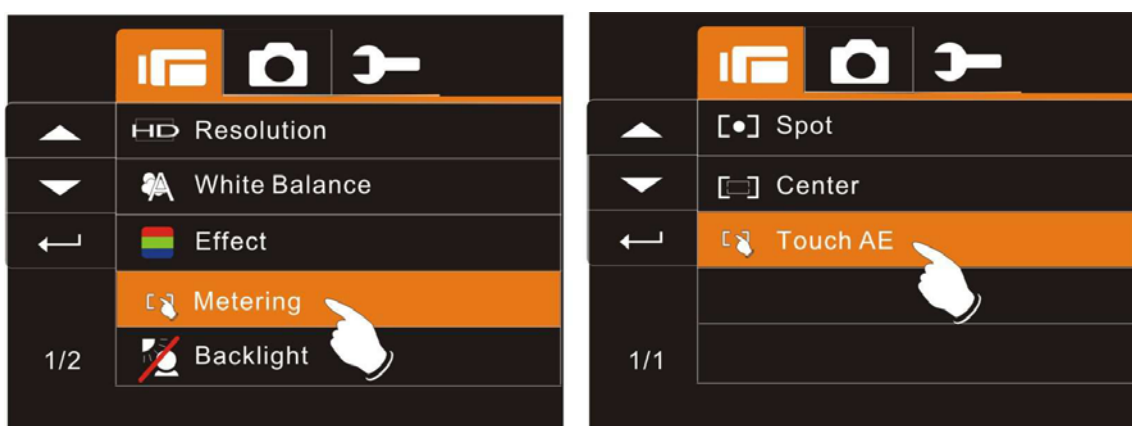 HD Resolution
White Balance
Effect
Metering
1/2 Backlight
Spot
Center
Touch AE
1/1